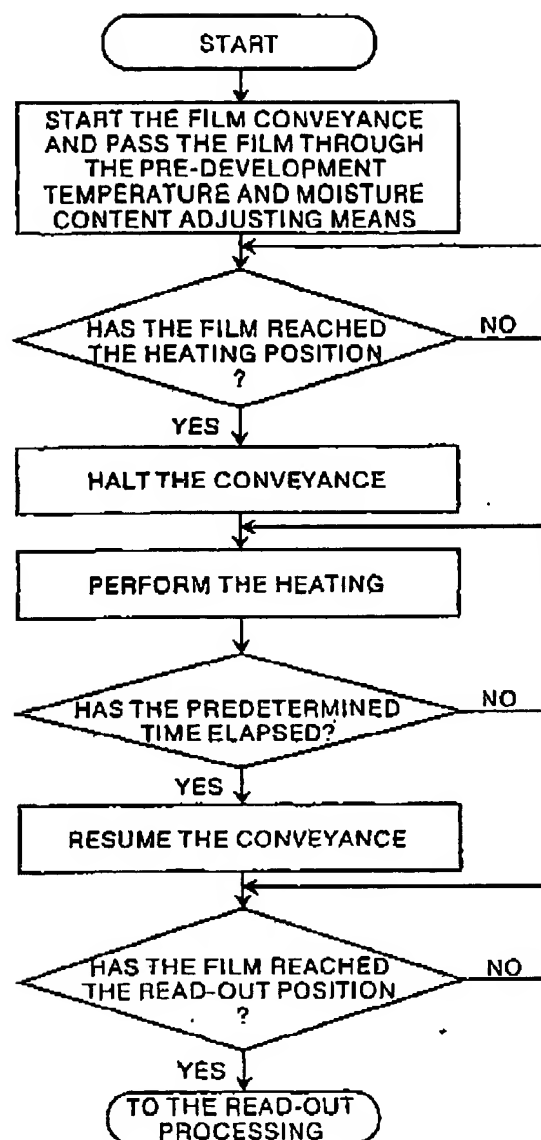 START
START THE FILM CONVEYANCE
AND PASS THE FILM THROUGH
THE PRE-DEVELOPMENT
TEMPERATURE AND MOISTURE
CONTENT ADJUSTING MEANS
HAS THE FILM REACHED
THE HEATING POSITION
?
NO
YES
HALT THE CONVEYANCE
PERFORM THE HEATING
HAS THE PREDETERMINED
TIME ELAPSED?
NO
YES
RESUME THE CONVEYANCE
HAS THE FILM REACHED
THE READ-OUT POSITION
?
NO
YES
TO THE READ-OUT
PROCESSING